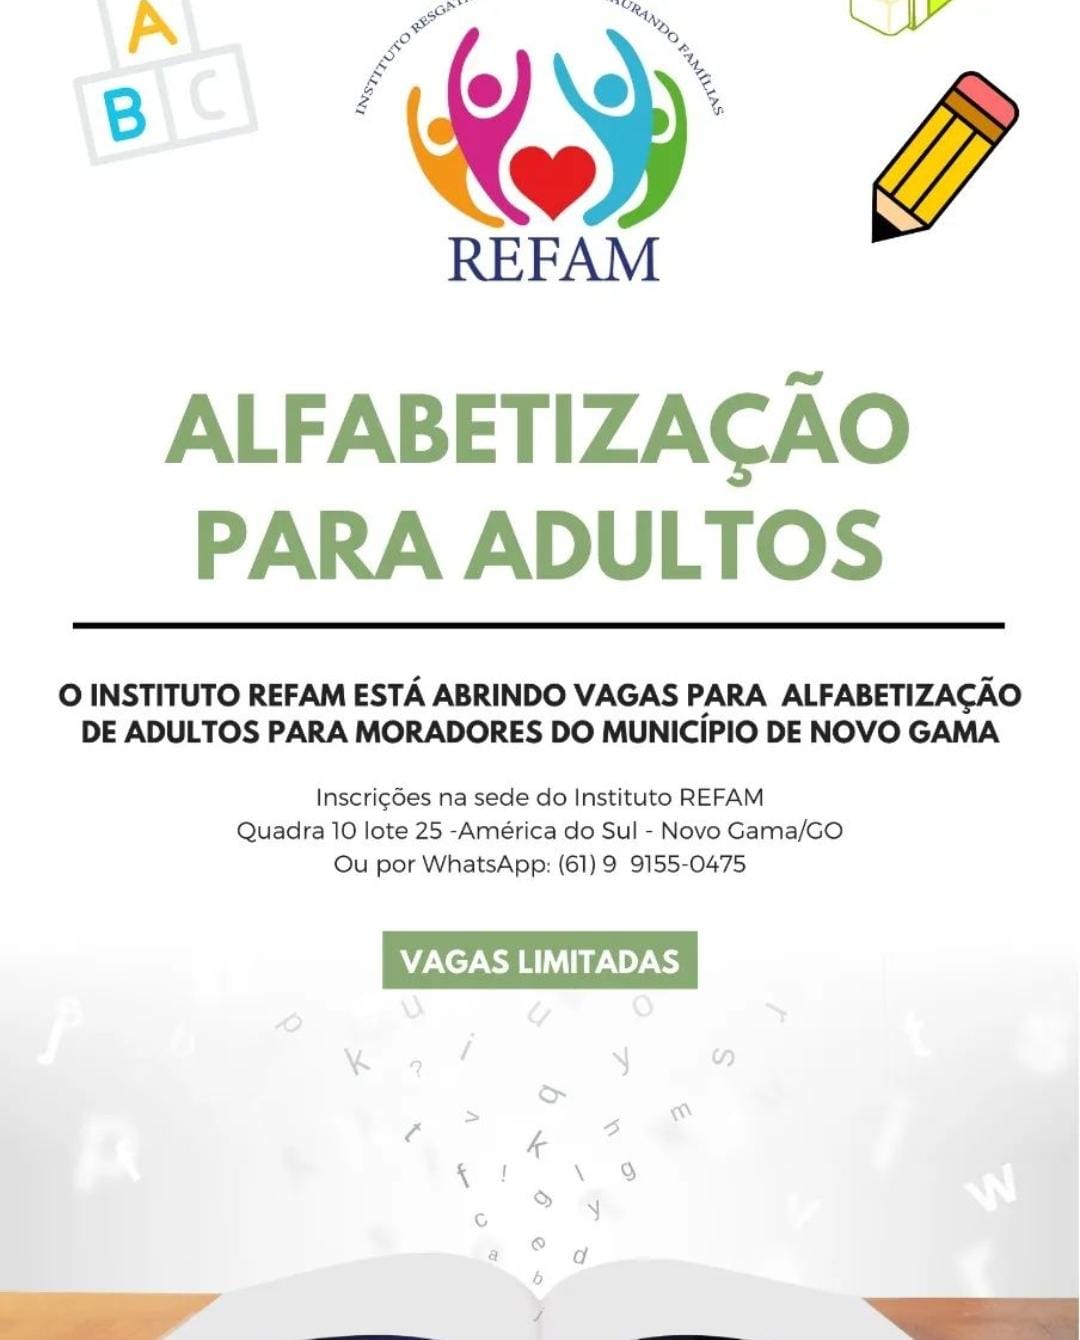 A
B C
INSTITUTO RESGAT
AURANDO FAMÍLIAS
REFAM
ALFABETIZAÇÃO
PARA ADULTOS
O INSTITUTO REFAM ESTÁ ABRINDO VAGAS PARA  ALFABETIZAÇÃO
DE ADULTOS PARA MORADORES DO MUNICÍPIO DE NOVO GAMA
Inscrições na sede do Instituto REFAM
Quadra 10 lote 25 -América do Sul - Novo Gama/GO
Ou por WhatsApp: (61) 9  9155-0475
VAGAS LIMITADAS